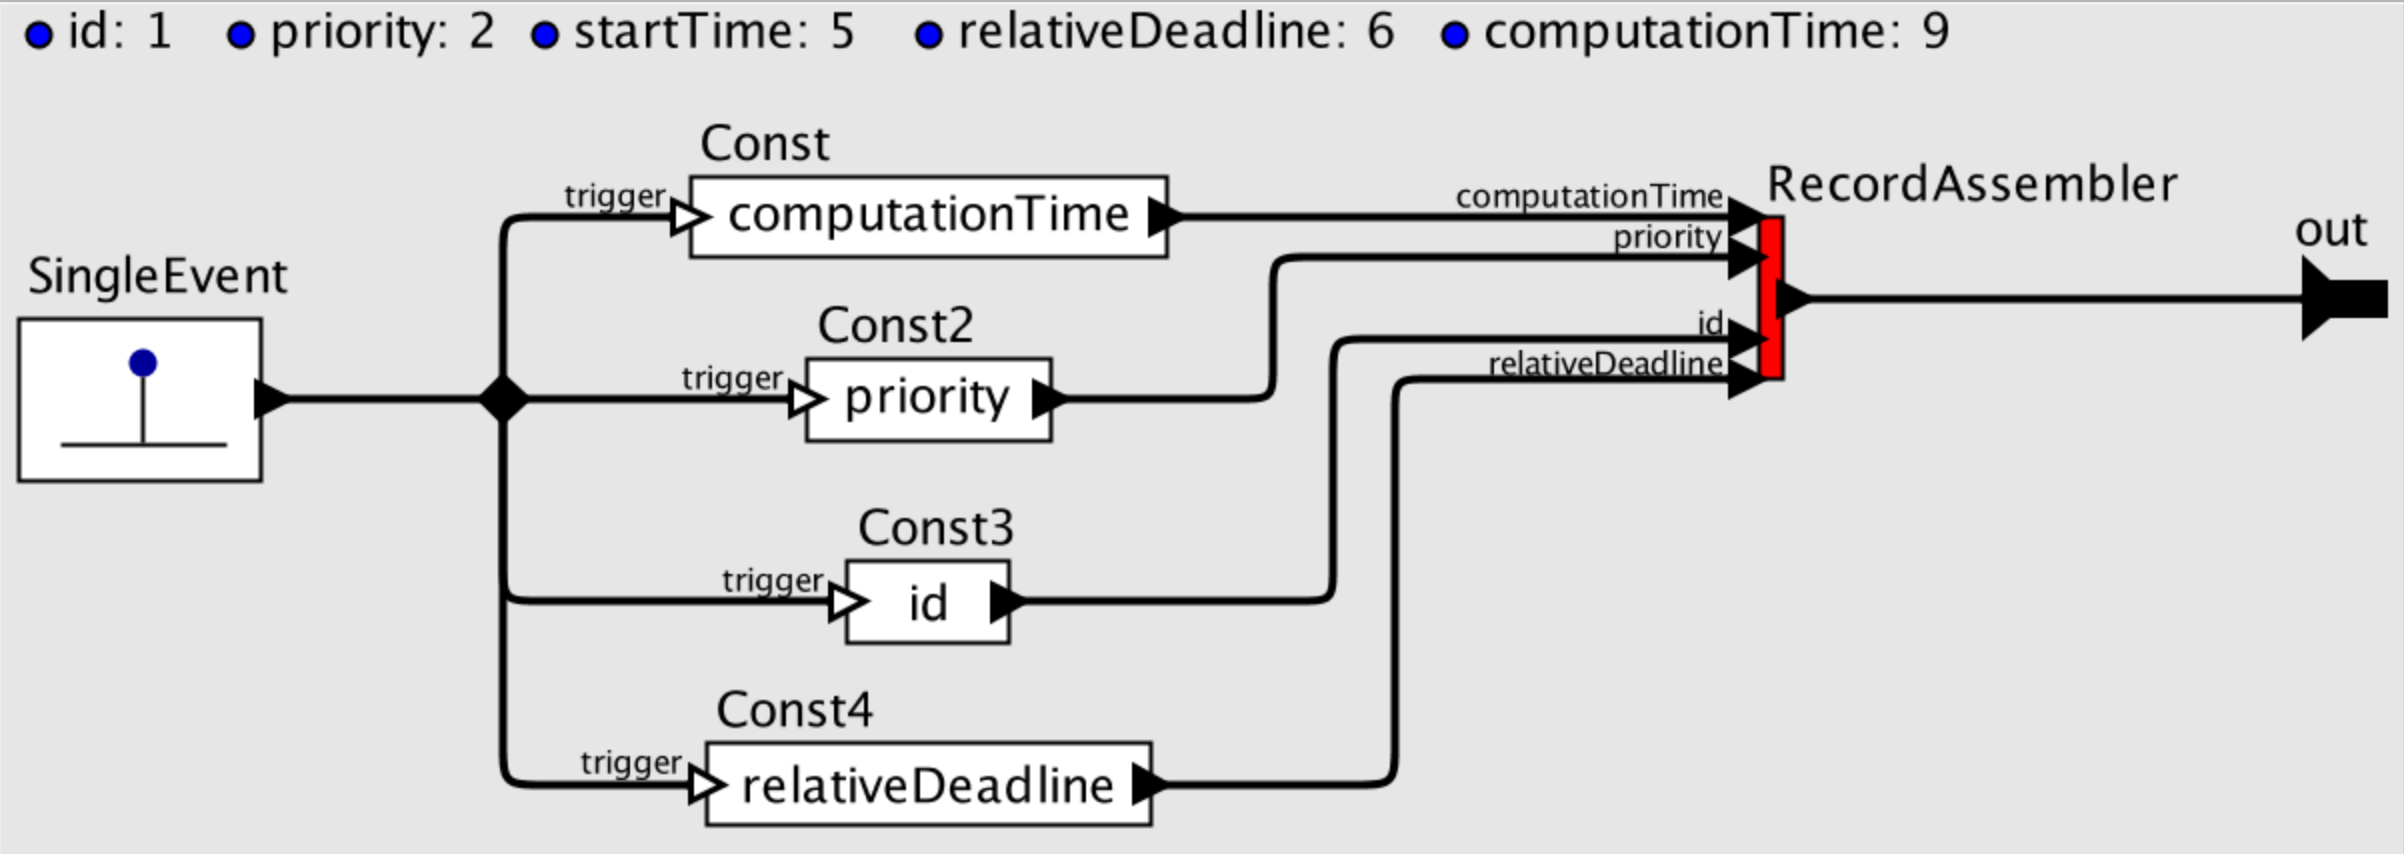 id: 1 priority: 2 startTime: 5 relativeDeadline: 6 computationTime: 9
Const
trigger computationTime
computationTime
RecordAssembler
priority
out
SingleEvent
Const2
trigger priority
id
relativeDeadline
Const3
trigger id
Const4
trigger relativeDeadline